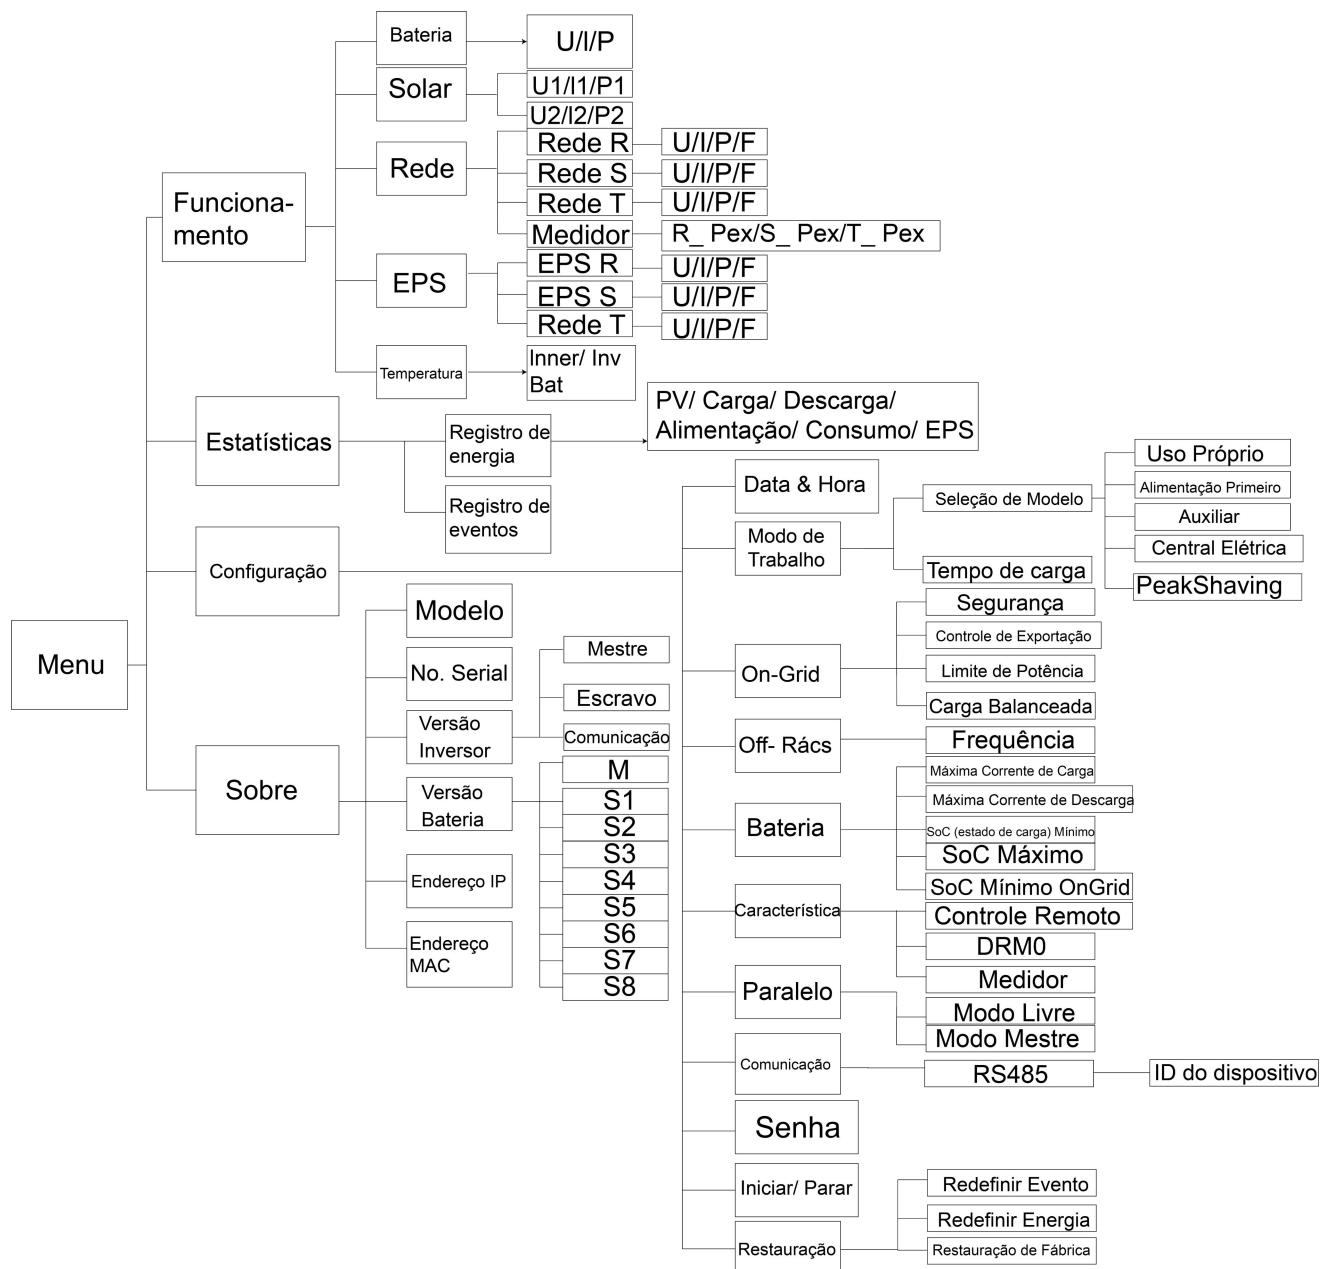 Menu
Funciona-
mento
Bateria
U/I/P
Solar
U1/I1/P1
U2/I2/P2
Rede
Rede R
U/I/P/F
Rede S
U/I/P/F
Rede T
U/I/P/F
Medidor
R_ Pex/S_ Pex/T_ Pex
EPS
EPS R
U/I/P/F
EPS S
U/I/P/F
Rede T
U/I/P/F
Temperatura
Inner/ Inv
Bat
Estatísticas
Registro de
energia
PV/ Carga/ Descarga/
Alimentação/ Consumo/ EPS
Registro de
eventos
Configuração
Data & Hora
Modo de
Trabalho
Seleção de Modelo
Uso Próprio
Alimentação Primeiro
Auxiliar
Central Elétrica
PeakShaving
Tempo de carga
On-Grid
Segurança
Controle de Exportação
Limite de Potência
Carga Balanceada
Off- Rács
Frequência
Bateria
Máxima Corrente de Carga
Máxima Corrente de Descarga
SoC (estado de carga) Mínimo
SoC Máximo
SoC Mínimo OnGrid
Característica
Controle Remoto
DRM0
Medidor
Paralelo
Modo Livre
Modo Mestre
Comunicação
RS485
ID do dispositivo
Senha
Iniciar/ Parar
Restauração
Redefinir Evento
Redefinir Energia
Restauração de Fábrica
Sobre
Modelo
No. Serial
Versão
Inversor
Mestre
Escravo
Comunicação
Versão
Bateria
M
S1
S2
S3
S4
S5
S6
S7
S8
Endereço IP
Endereço
MAC